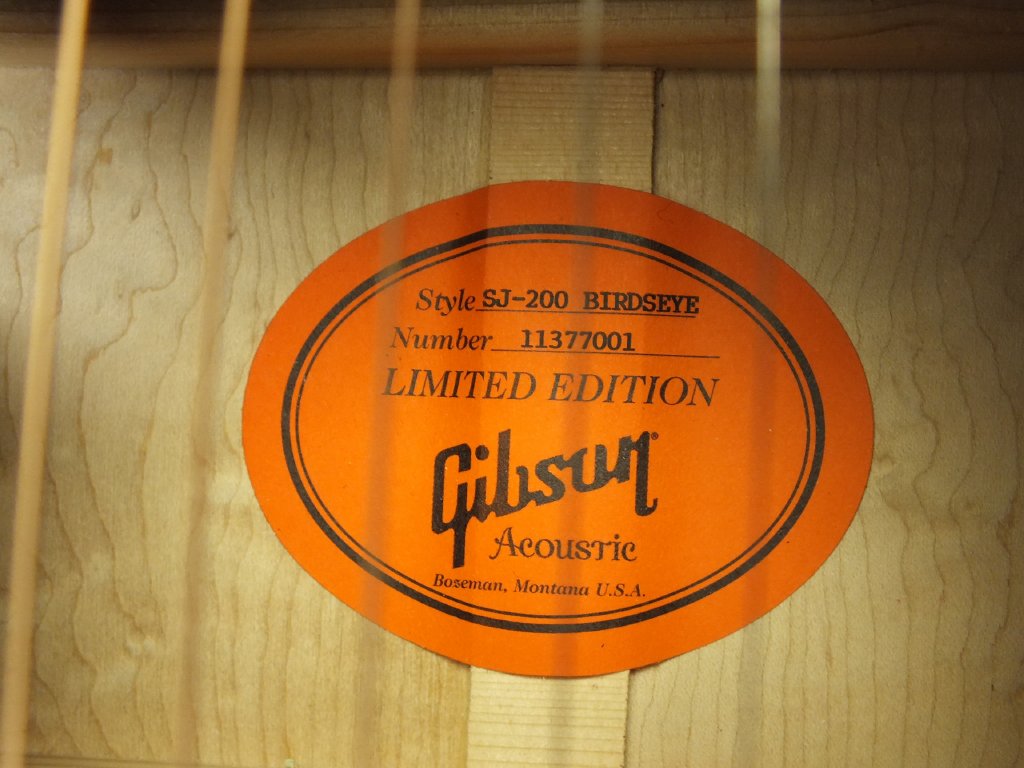 Style SJ-200 BIRDSEYE
Number 11377001
LIMITED EDITION
Gibson®
Acoustic
Bozeman, Montana U.S.A.